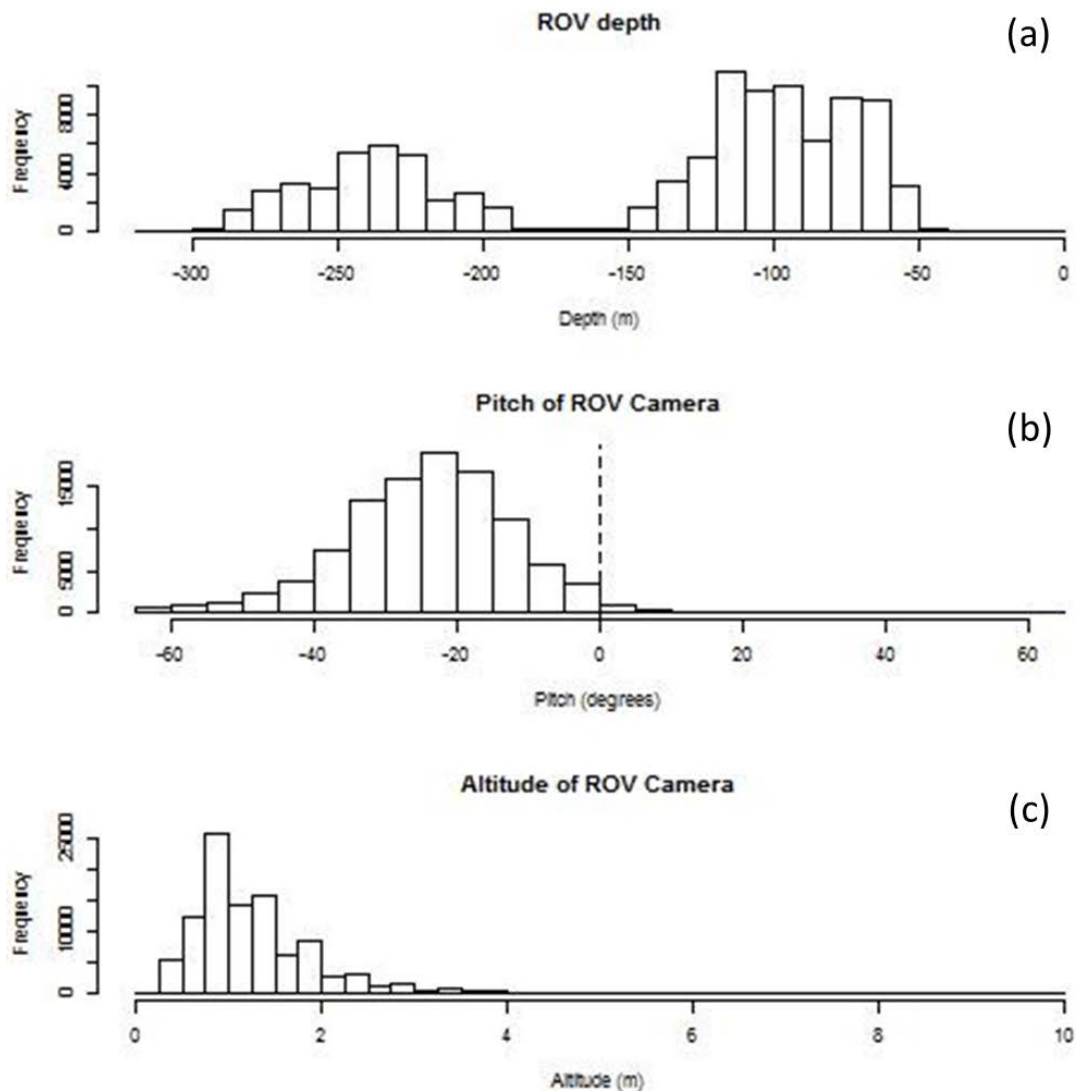 ROV depth
(a)
Frequency
0
4000
8000
-300 -250 -200 -150 -100 -50 0
Depth (m)
Pitch of ROV Camera
(b)
Frequency
0 5000
15000
-60 -40 -20 0 20 40 60
Pitch (degrees)
Altitude of ROV Camera
(c)
Frequency
0
10000
25000
0 2 4 6 8 10
Altitude (m)